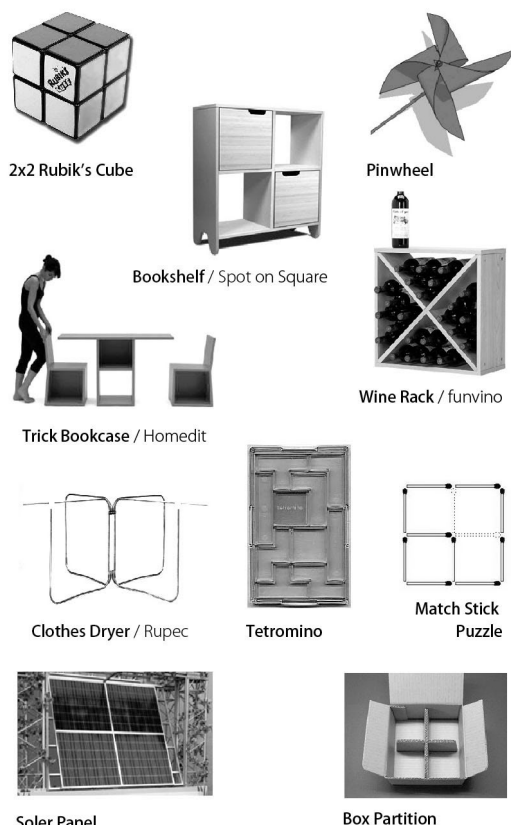 RUBIK'S
2x2 Rubik's Cube
Pinwheel
Bookshelf / Spot on Square
Wine Rack / funvino
Trick Bookcase / Homedit
Clothes Dryer / Rupec
Tetromino
Match Stick
Puzzle
Soler Panel
Box Partition